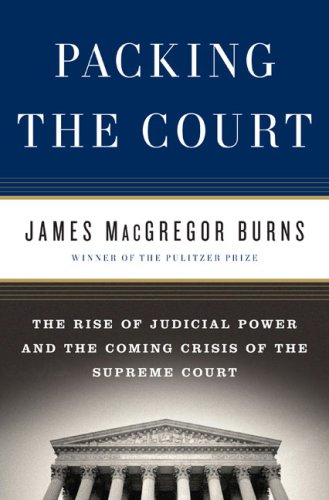 PACKING
THE COURT
JAMES MACGREGOR BURNS
WINNER OF THE PULITZER PRIZE
THE RISE OF JUDICIAL POWER
AND THE COMING CRISIS OF THE
SUPREME COURT